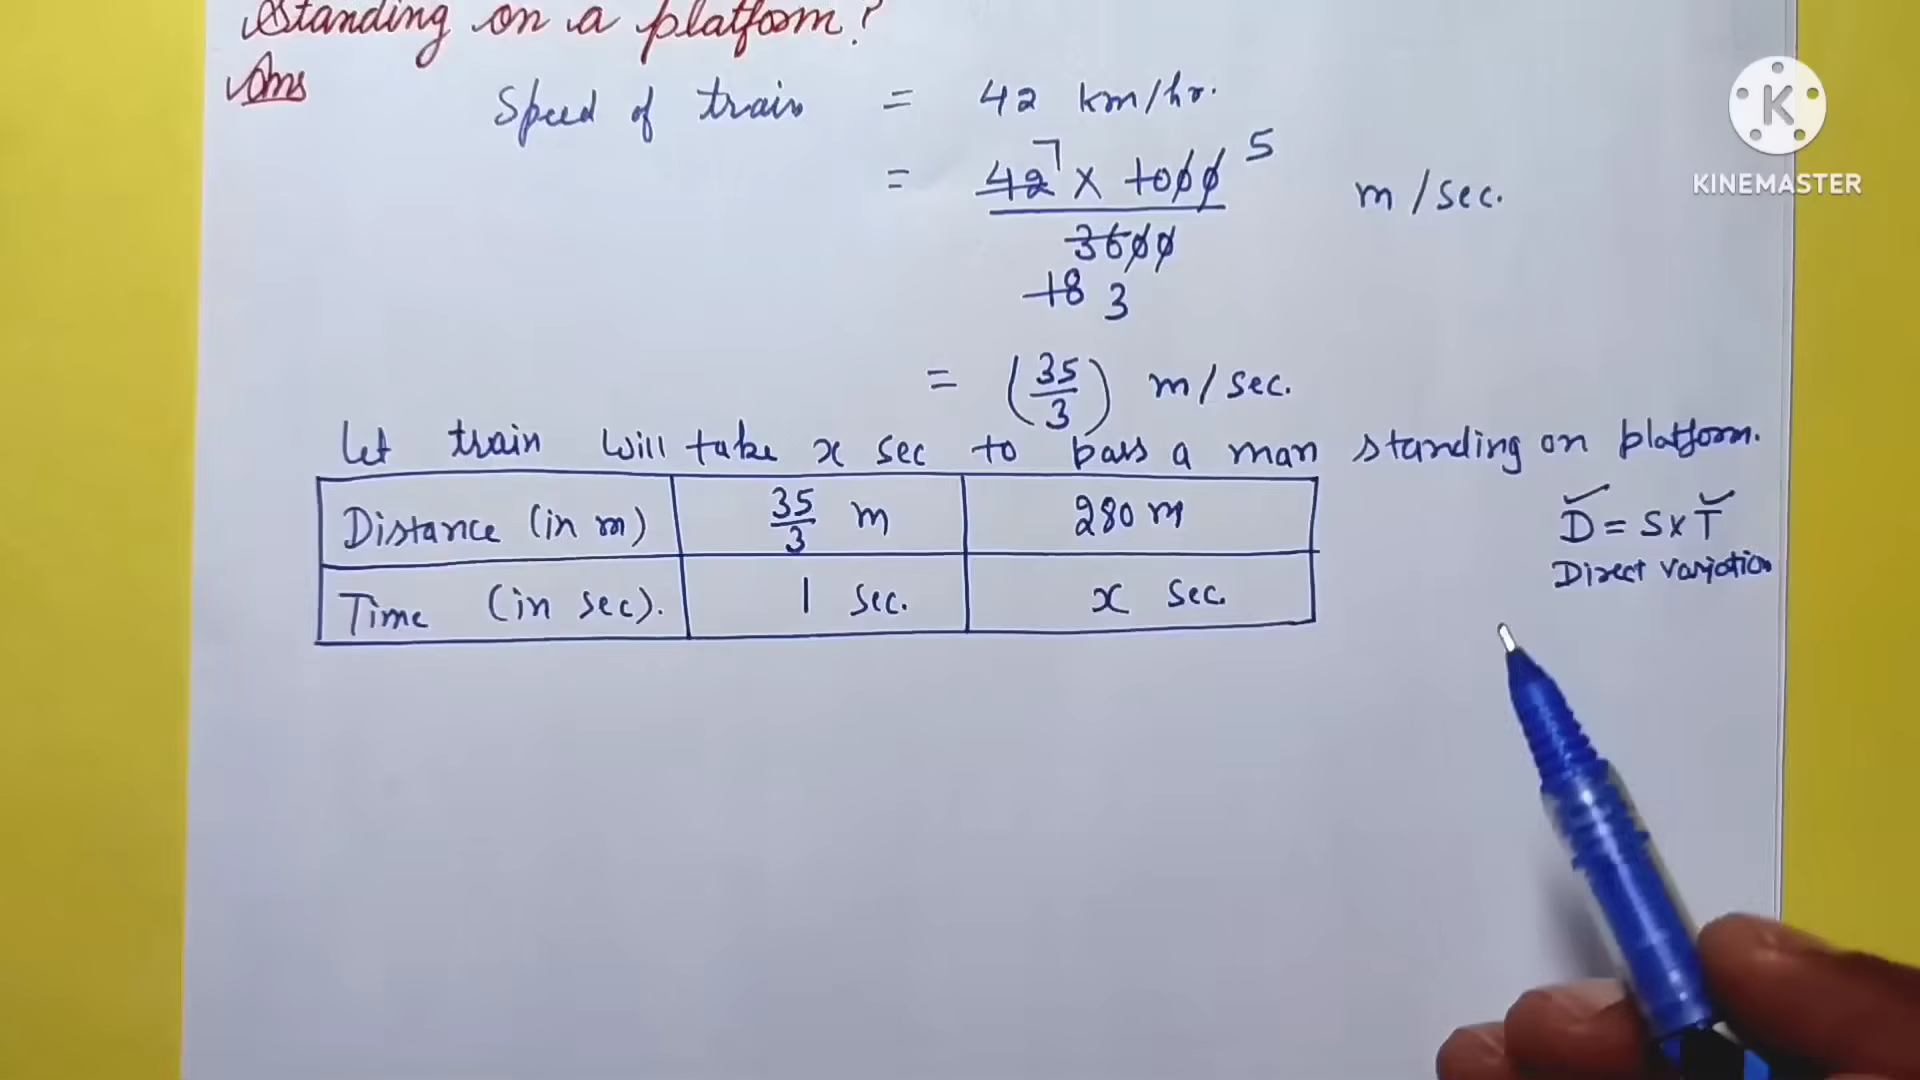 Standing on a platform?
Ans
Speed of train = 42 km/hr.
= 42 7 x 1000 5 m/sec.
3600
18 3
= (35/3) m/sec.
Let train will take x sec to pass a man standing on platform.
Distance (in m) 35/3 m 280 m
Time (in sec). 1 sec. x sec.
D = S x T
Direct variation
K
KINEMASTER